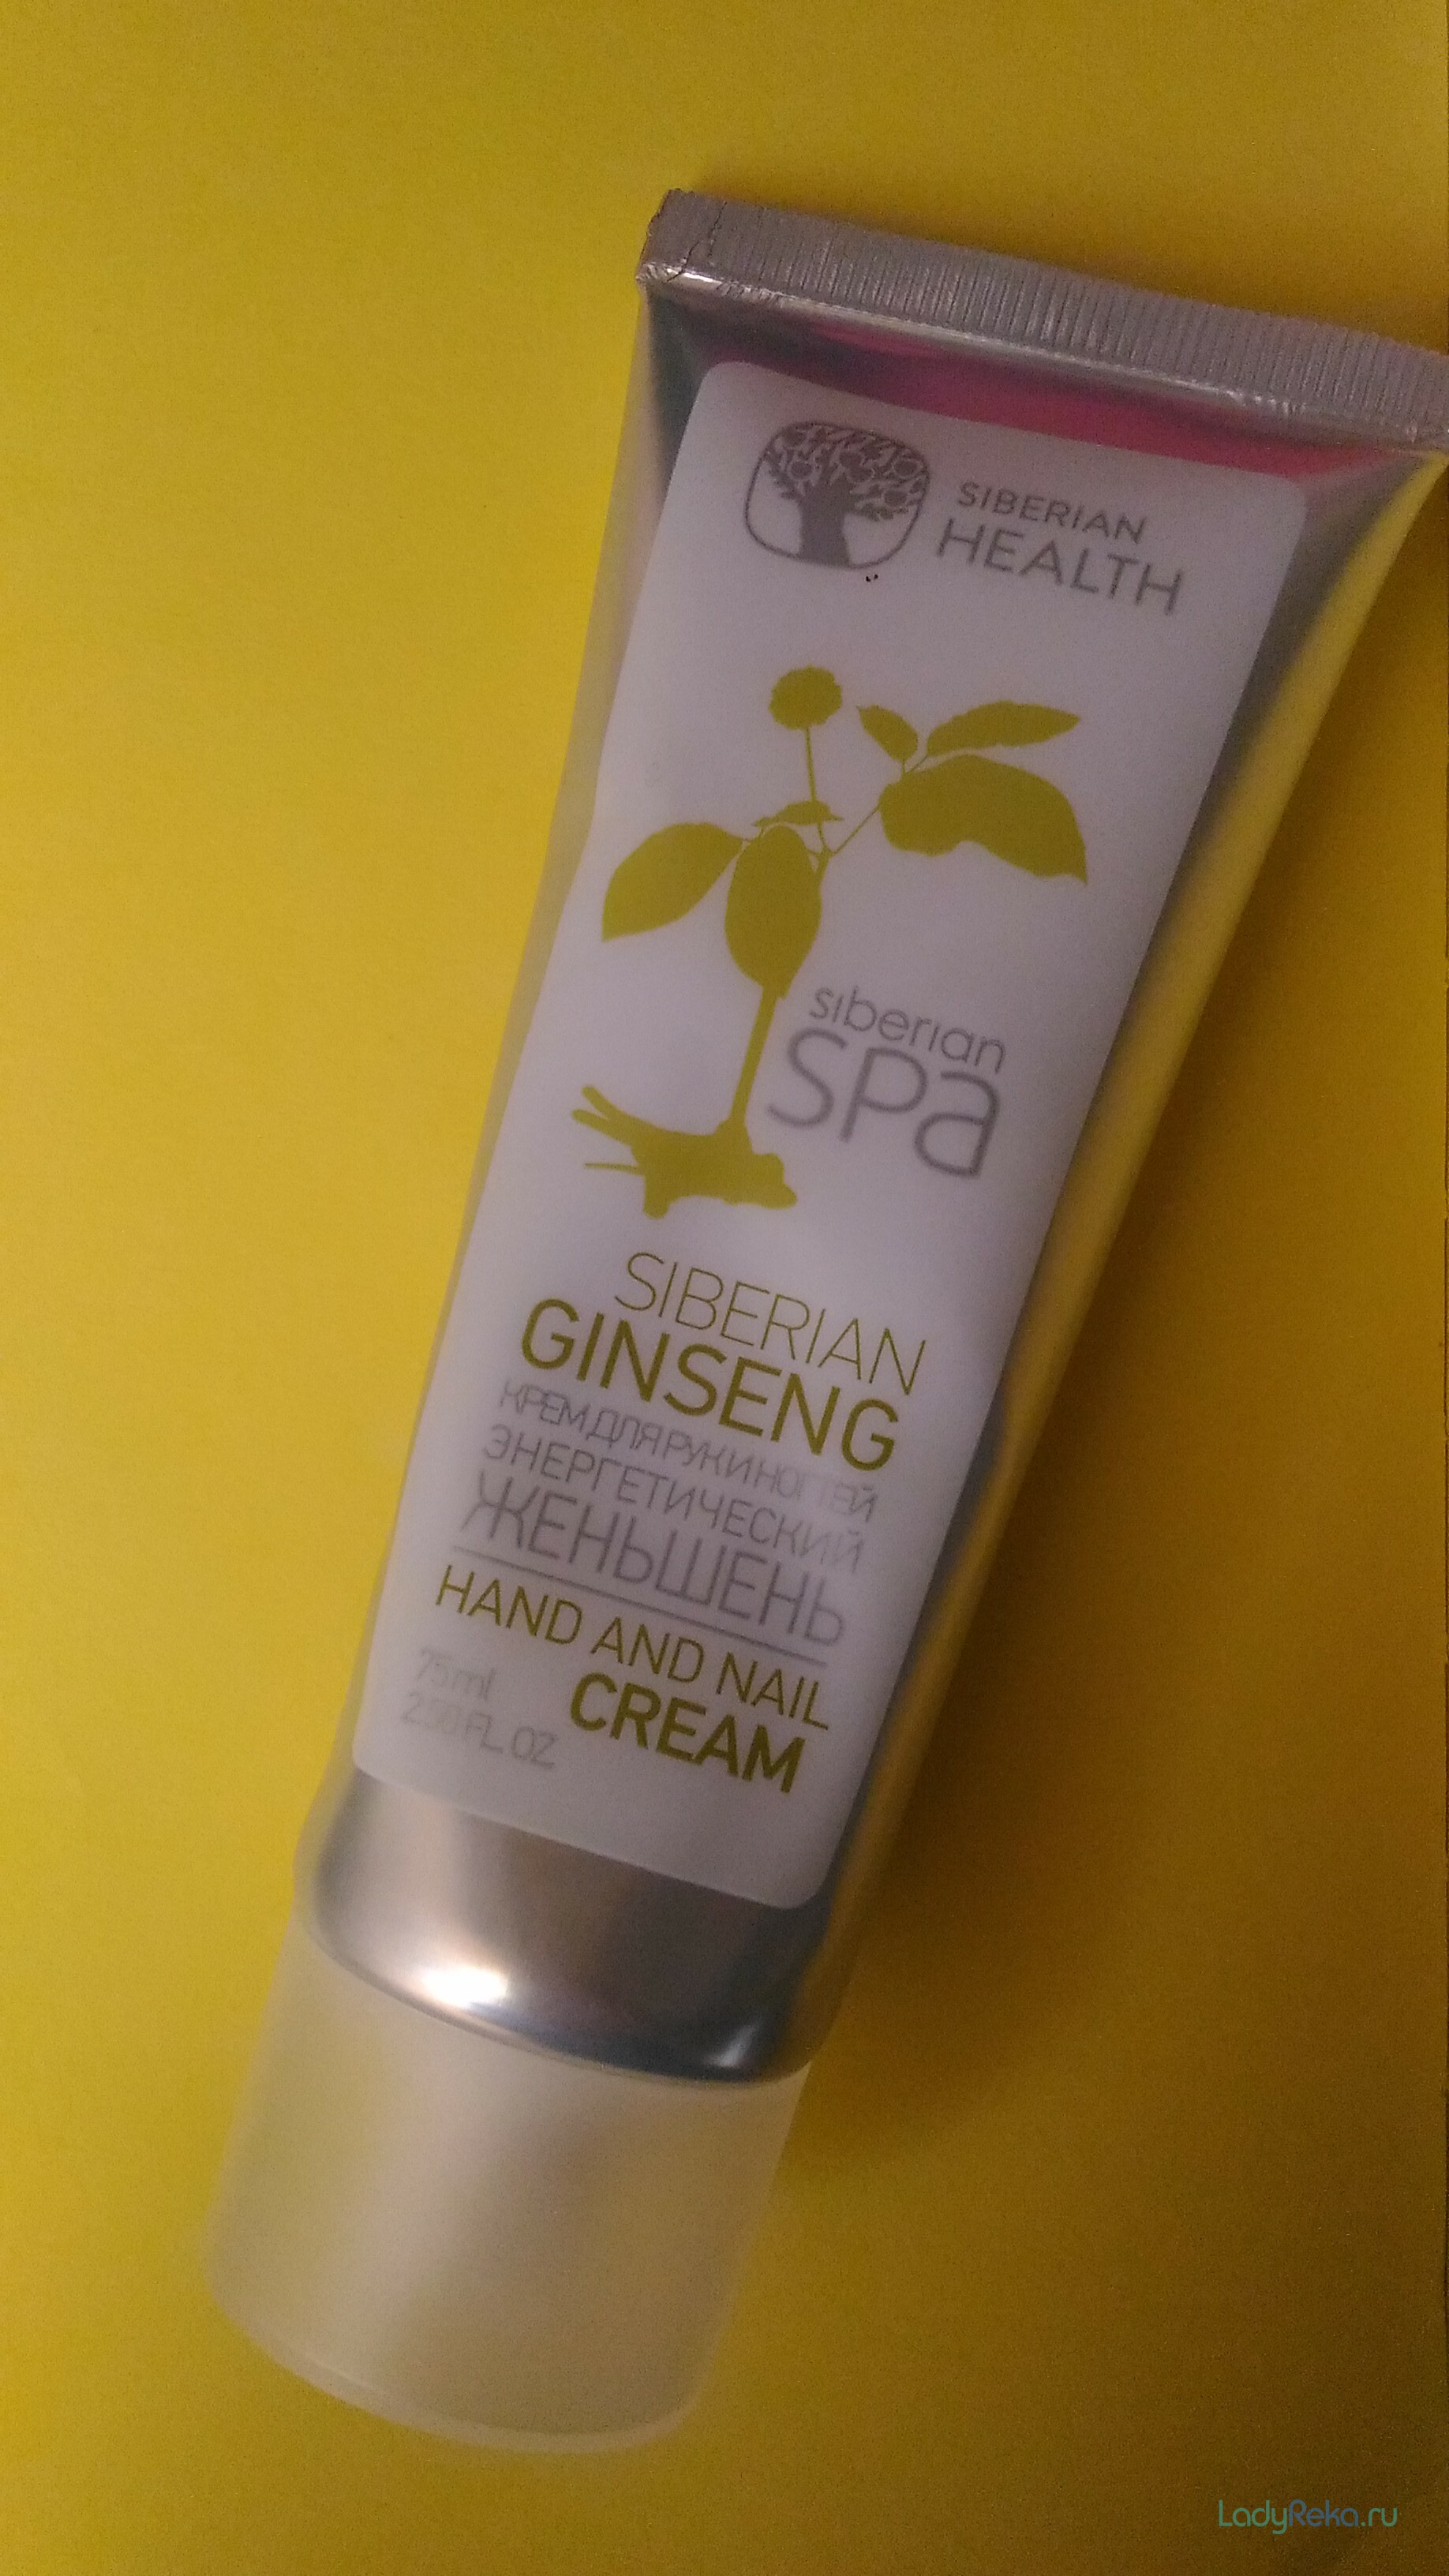 SIBERIAN
HEALTH
siberian
spa
SIBERIAN
GINSENG
КРЕМ ДЛЯ РУК И НОГТЕЙ
ЭНЕРГЕТИЧЕСКИЙ
ЖЕНЬШЕНЬ
HAND AND NAIL
CREAM
75 ml
2.50 FL. OZ
LadyReka.ru